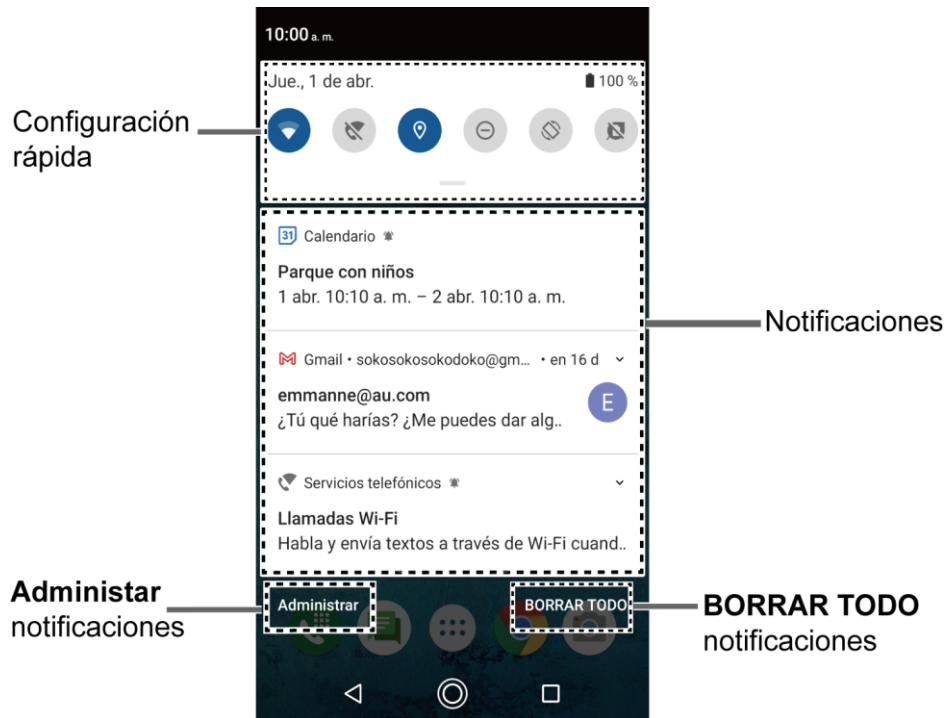 10:00 a. m.
Jue., 1 de abr.
100 %
Configuración
rápida
31 Calendario
Parque con niños
1 abr. 10:10 a. m. – 2 abr. 10:10 a. m.
Notificaciones
Gmail • sokosokosokodoko@gm... • en 16 d
emmanne@au.com
E
¿Tú qué harías? ¿Me puedes dar alg..
Servicios telefónicos
Llamadas Wi-Fi
Habla y envía textos a través de Wi-Fi cuand..
Administar
notificaciones
Administrar
BORRAR TODO
BORRAR TODO
notificaciones